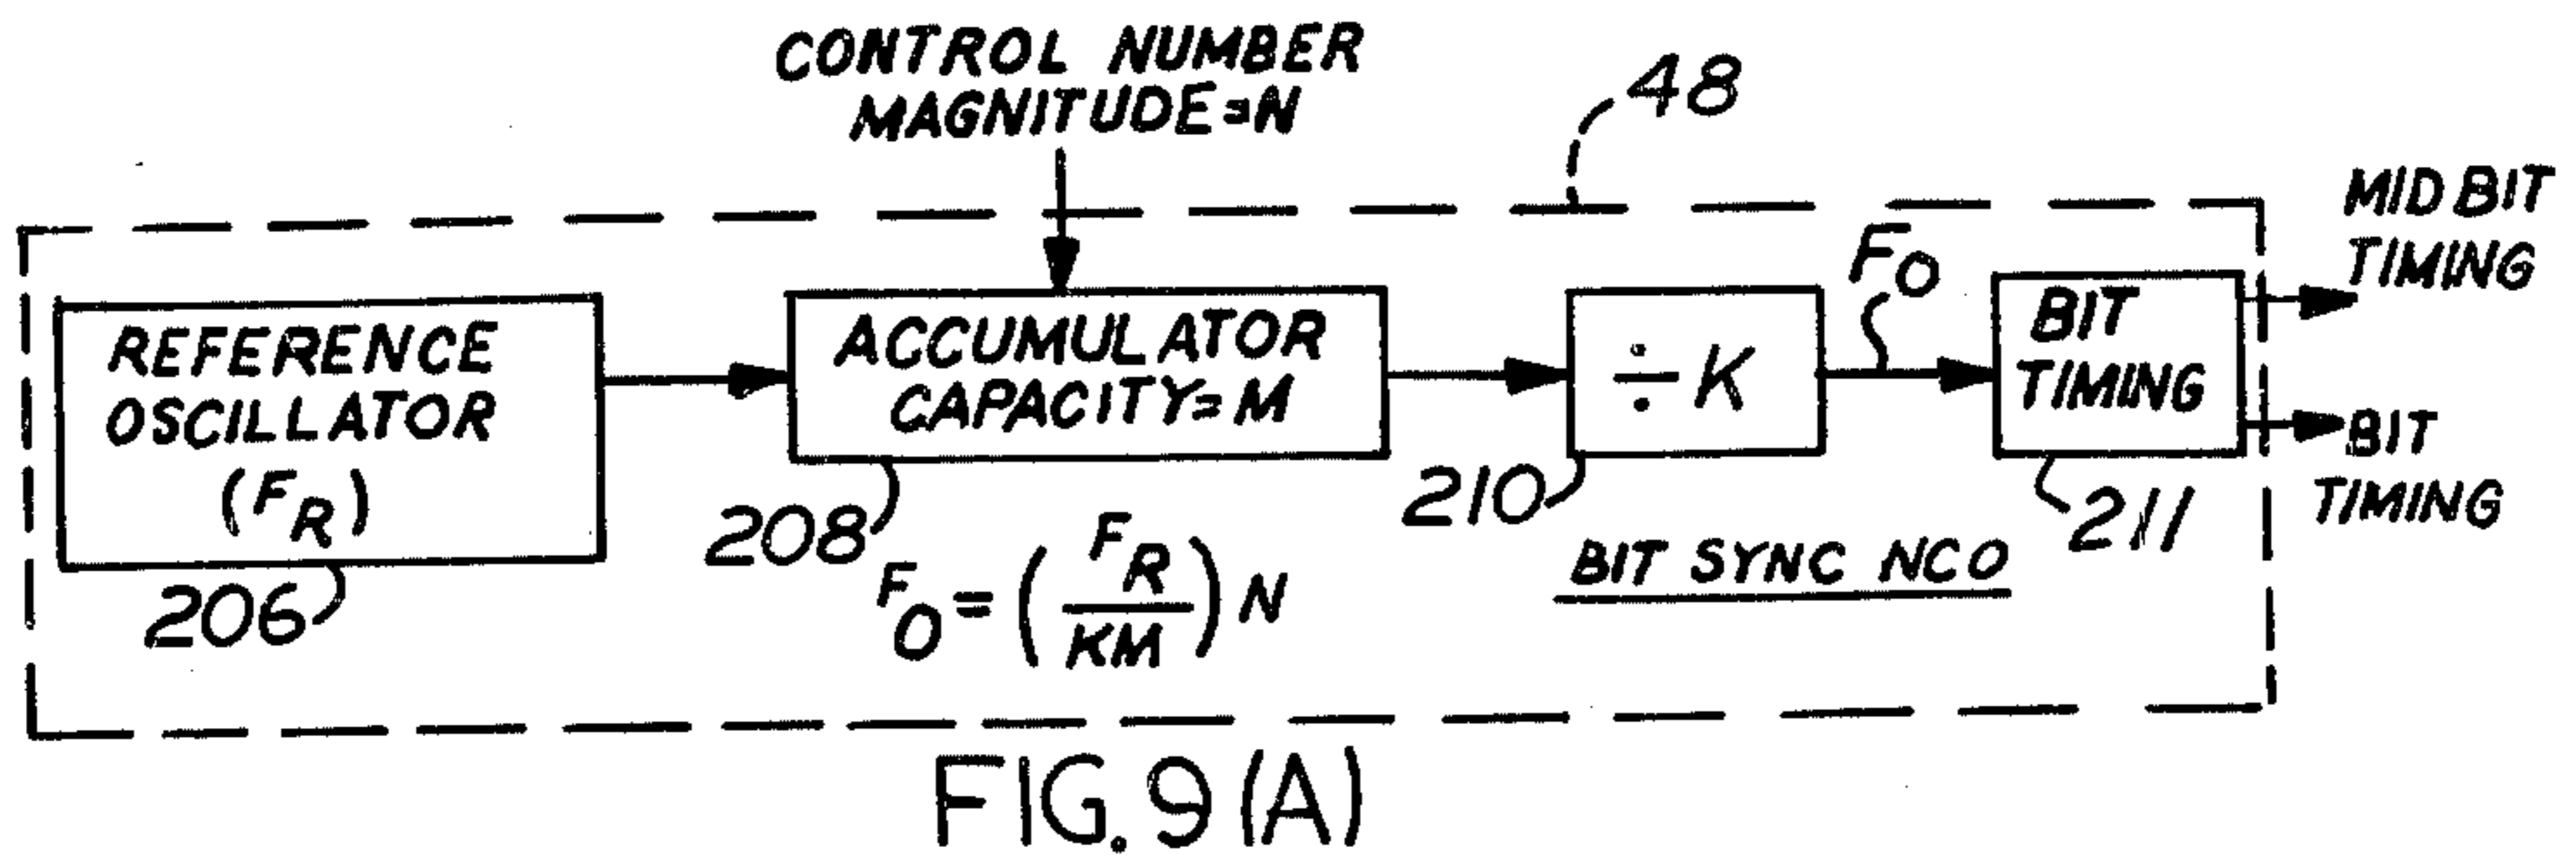 CONTROL NUMBER
MAGNITUDE=N
48
MID BIT
TIMING
REFERENCE
OSCILLATOR
(FR)
206
ACCUMULATOR
CAPACITY=M
208
÷ K
210
FO
BIT
TIMING
211
BIT
TIMING
FO=(FR/KM)N
BIT SYNC NCO
FIG. 9 (A)